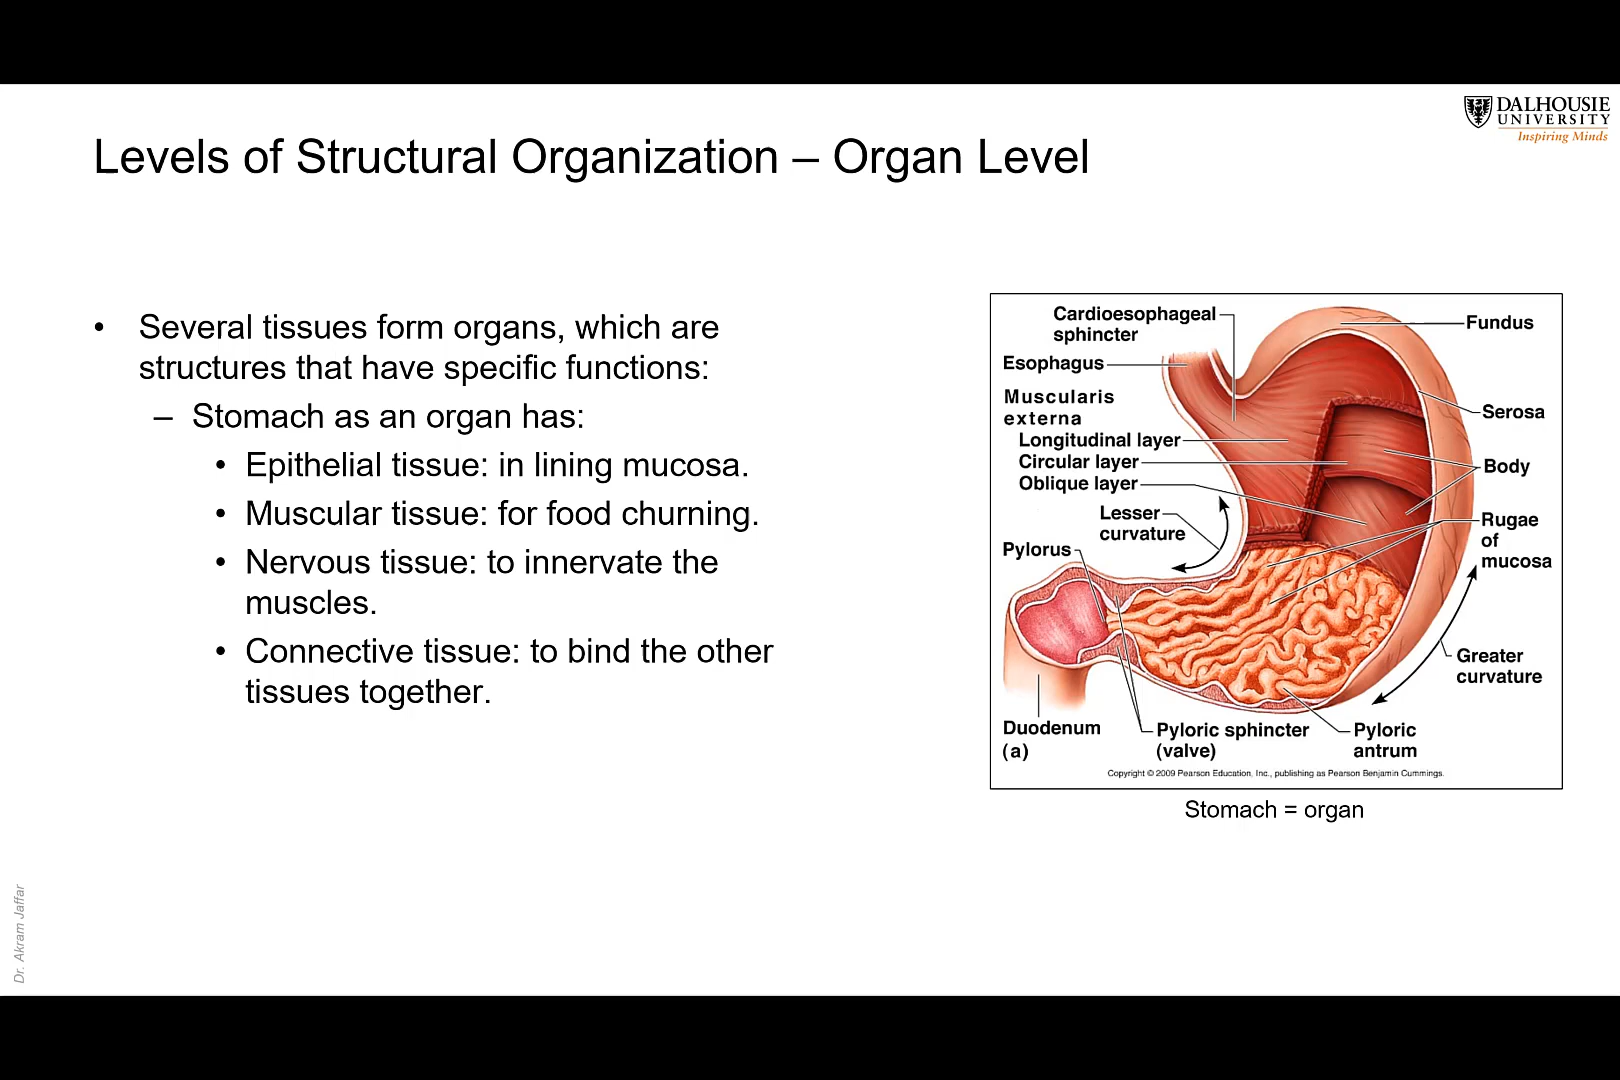 DALHOUSIE
UNIVERSITY
Inspiring Minds
Levels of Structural Organization – Organ Level
• Several tissues form organs, which are
structures that have specific functions:
– Stomach as an organ has:
• Epithelial tissue: in lining mucosa.
• Muscular tissue: for food churning.
• Nervous tissue: to innervate the
muscles.
• Connective tissue: to bind the other
tissues together.
Cardioesophageal
sphincter
Esophagus
Muscularis
externa
Longitudinal layer
Circular layer
Oblique layer
Lesser
curvature
Pylorus
Fundus
Serosa
Body
Rugae
of
mucosa
Greater
curvature
Duodenum
(a)
Pyloric sphincter
(valve)
Pyloric
antrum
Copyright © 2009 Pearson Education, Inc., publishing as Pearson Benjamin Cummings.
Stomach = organ
Dr. Akram Jaffar